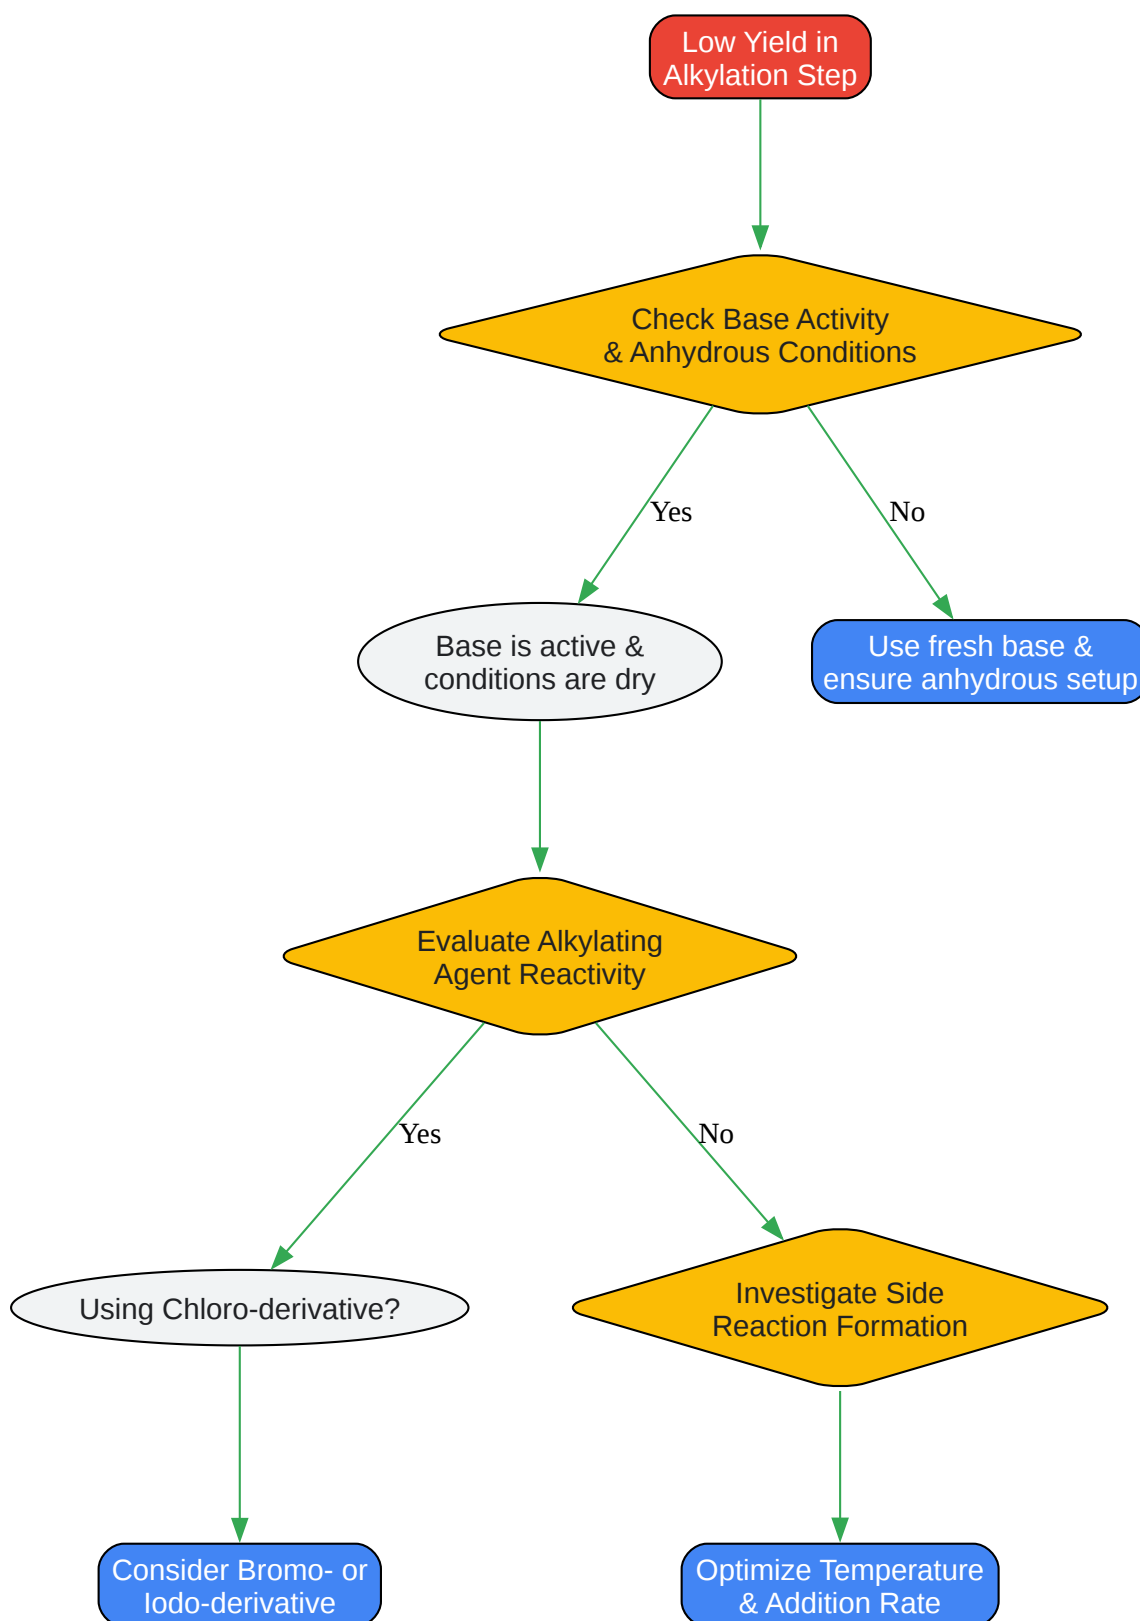 Low Yield in
Alkylation Step
Check Base Activity
& Anhydrous Conditions
Yes
No
Base is active &
conditions are dry
Use fresh base &
ensure anhydrous setup
Evaluate Alkylating
Agent Reactivity
Yes
No
Using Chloro-derivative?
Investigate Side
Reaction Formation
Consider Bromo- or
Iodo-derivative
Optimize Temperature
& Addition Rate